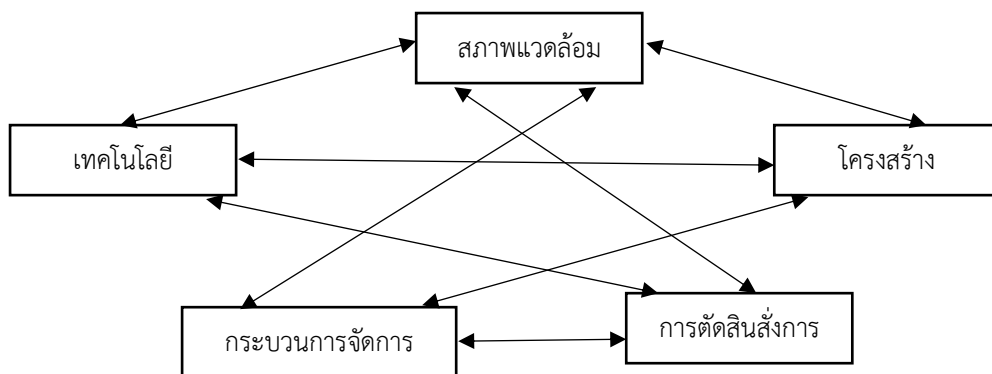 สภาพแวดล้อม
เทคโนโลยี
โครงสร้าง
กระบวนการจัดการ
การตัดสินสั่งการ